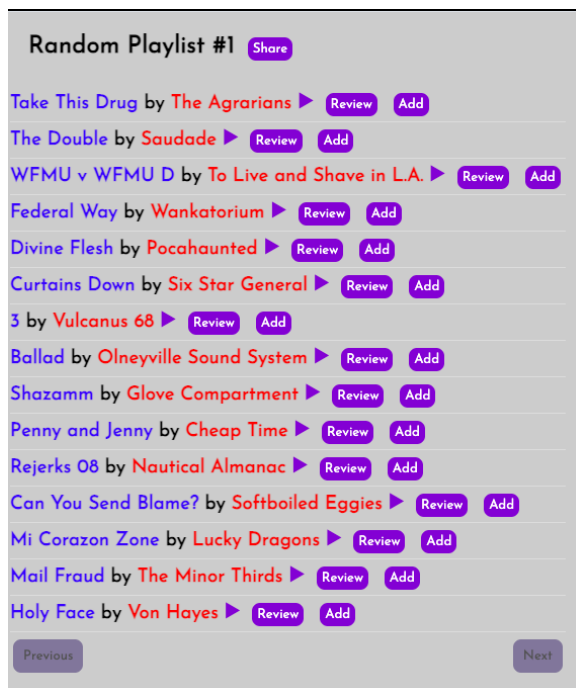 Random Playlist #1 Share
Take This Drug by The Agrarians Review Add
The Double by Saudade Review Add
WFMU v WFMU D by To Live and Shave in L.A. Review Add
Federal Way by Wankatorium Review Add
Divine Flesh by Pocahaunted Review Add
Curtains Down by Six Star General Review Add
3 by Vulcanus 68 Review Add
Ballad by Olneyville Sound System Review Add
Shazamm by Glove Compartment Review Add
Penny and Jenny by Cheap Time Review Add
Rejerks 08 by Nautical Almanac Review Add
Can You Send Blame? by Softboiled Eggies Review Add
Mi Corazon Zone by Lucky Dragons Review Add
Mail Fraud by The Minor Thirds Review Add
Holy Face by Von Hayes Review Add
Previous Next